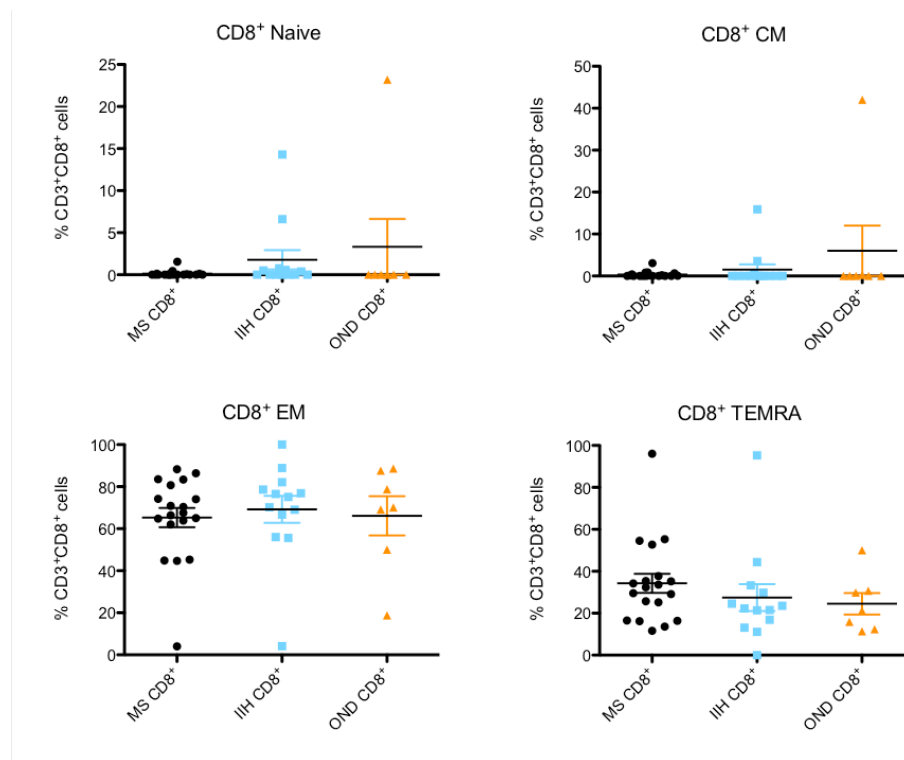 CD8⁺ Naive
% CD3⁺CD8⁺ cells
25
20
15
10
5
0
MS CD8⁺
IIH CD8⁺
OND CD8⁺
CD8⁺ CM
% CD3⁺CD8⁺ cells
50
40
30
20
10
0
MS CD8⁺
IIH CD8⁺
OND CD8⁺
CD8⁺ EM
% CD3⁺CD8⁺ cells
100
80
60
40
20
0
MS CD8⁺
IIH CD8⁺
OND CD8⁺
CD8⁺ TEMRA
% CD3⁺CD8⁺ cells
100
80
60
40
20
0
MS CD8⁺
IIH CD8⁺
OND CD8⁺